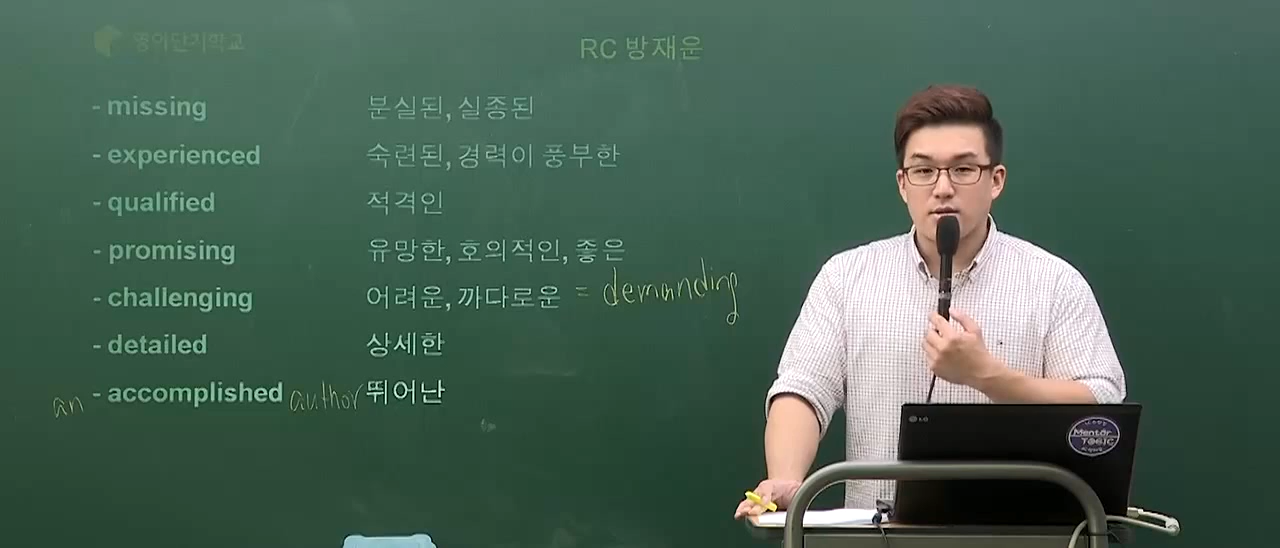 영어단기학교
RC 방재운
- missing 분실된, 실종된
- experienced 숙련된, 경력이 풍부한
- qualified 적격인
- promising 유망한, 호의적인, 좋은
- challenging 어려운, 까다로운 = demanding
- detailed 상세한
an - accomplished author 뛰어난
LG
Mentor
TOEIC